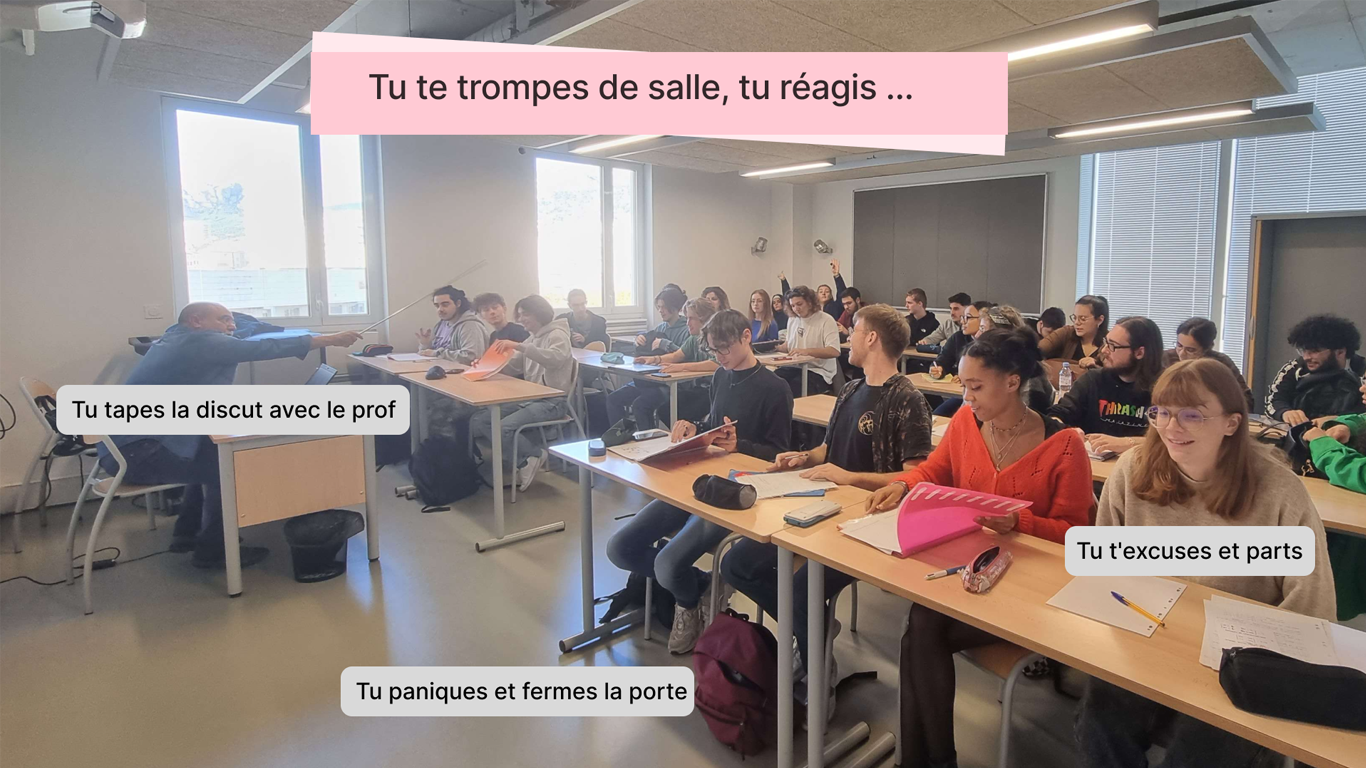 Tu te trompes de salle, tu réagis ...
Tu tapes la discut avec le prof
Tu t'excuses et parts
Tu paniques et fermes la porte